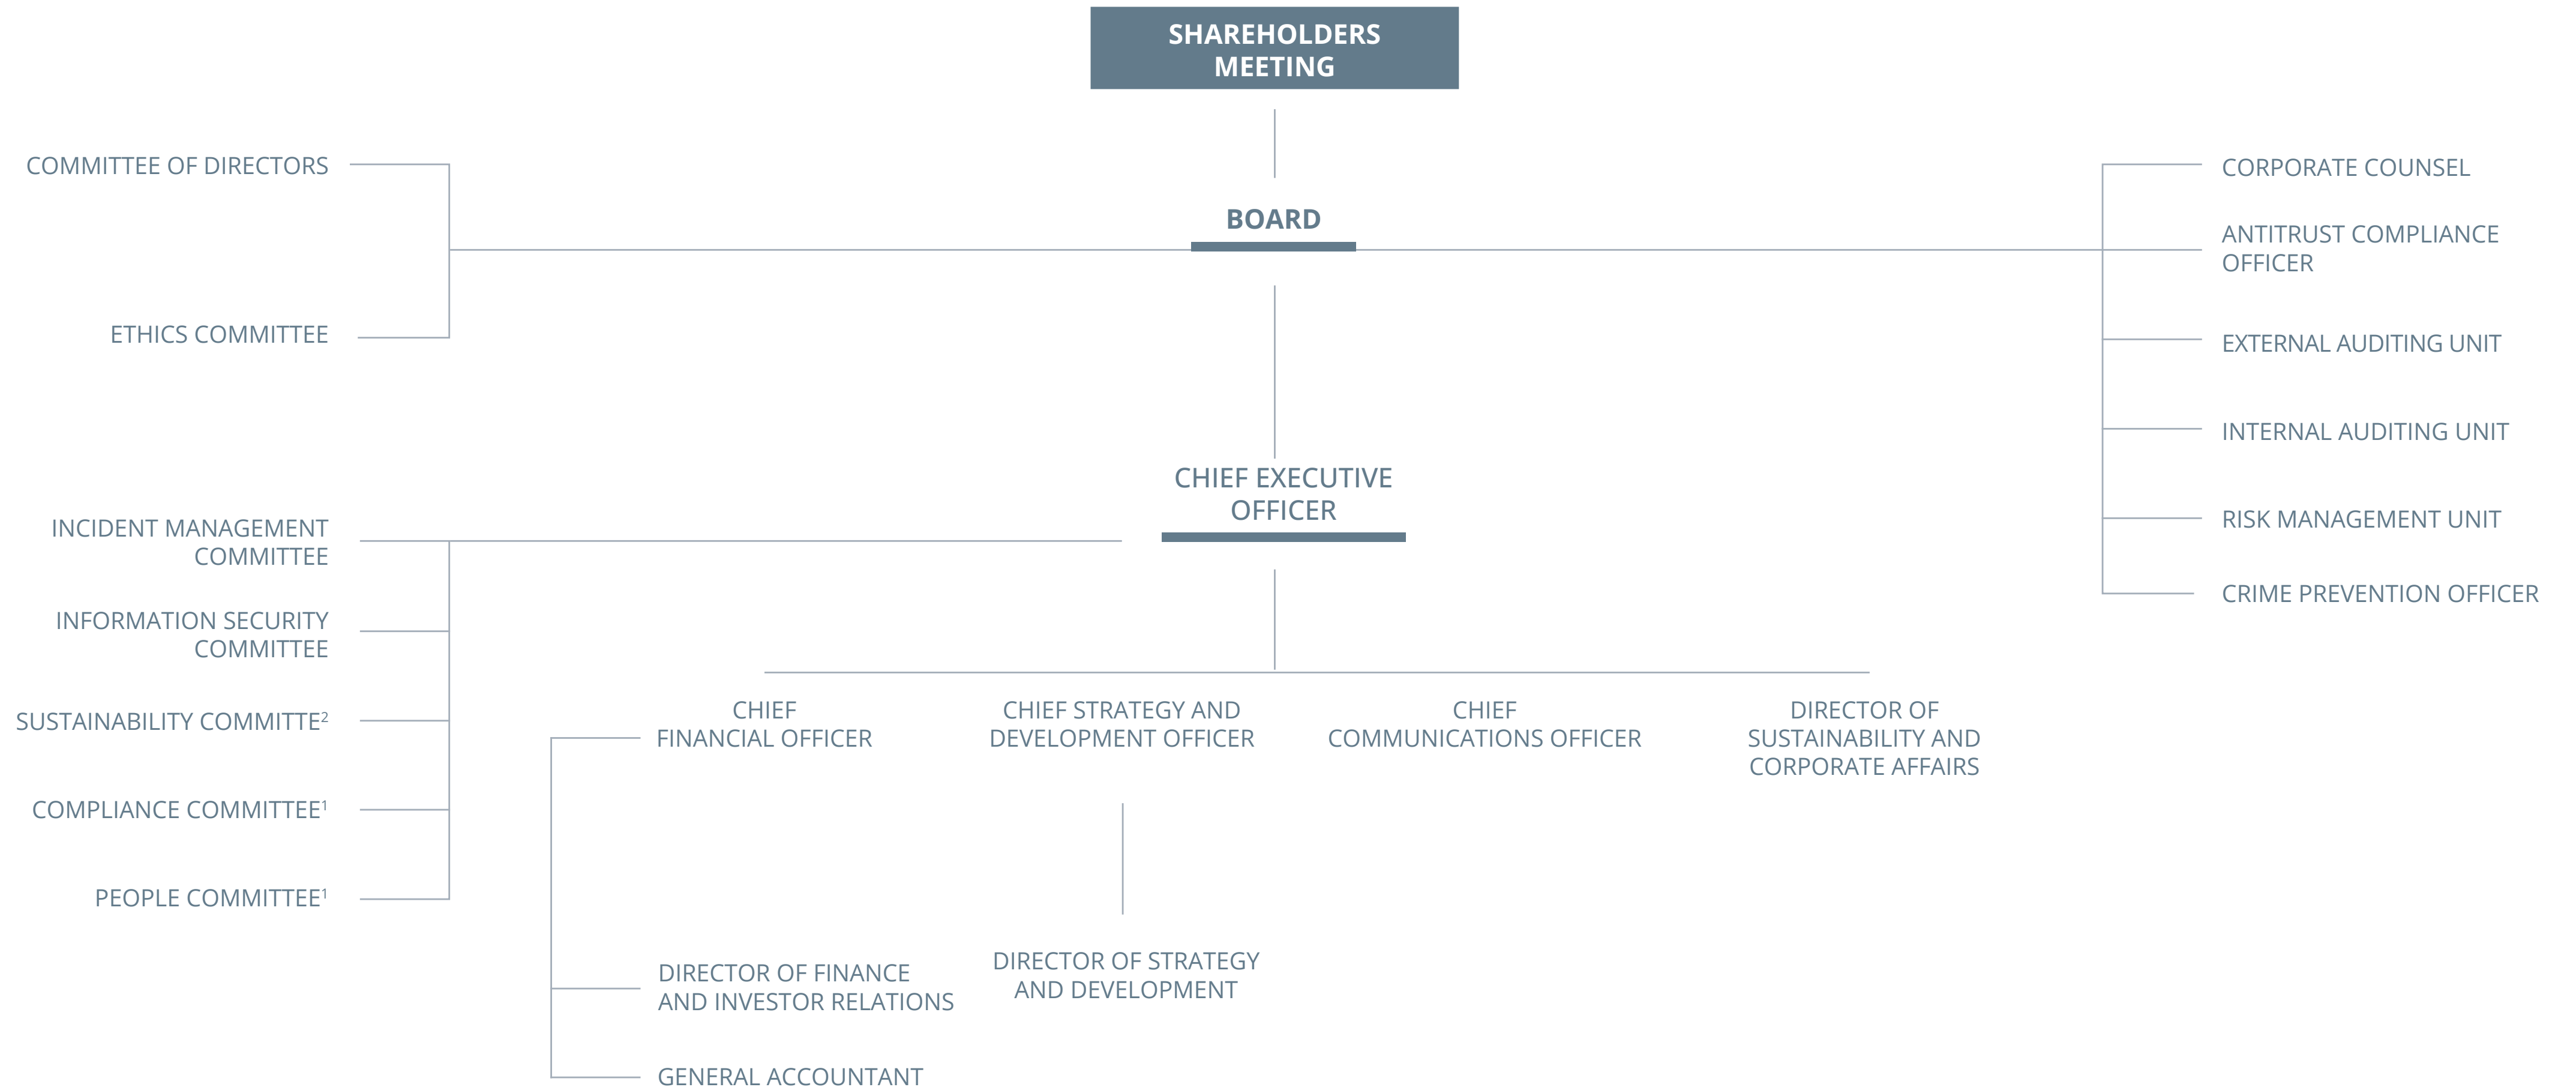 SHAREHOLDERS
MEETING
COMMITTEE OF DIRECTORS
CORPORATE COUNSEL
BOARD
ANTITRUST COMPLIANCE
OFFICER
ETHICS COMMITTEE
EXTERNAL AUDITING UNIT
INTERNAL AUDITING UNIT
CHIEF EXECUTIVE
OFFICER
INCIDENT MANAGEMENT
COMMITTEE
RISK MANAGEMENT UNIT
INFORMATION SECURITY
COMMITTEE
CRIME PREVENTION OFFICER
SUSTAINABILITY COMMITTE²
COMPLIANCE COMMITTEE¹
PEOPLE COMMITTEE¹
CHIEF
FINANCIAL OFFICER
CHIEF STRATEGY AND
DEVELOPMENT OFFICER
CHIEF
COMMUNICATIONS OFFICER
DIRECTOR OF
SUSTAINABILITY AND
CORPORATE AFFAIRS
DIRECTOR OF FINANCE
AND INVESTOR RELATIONS
DIRECTOR OF STRATEGY
AND DEVELOPMENT
GENERAL ACCOUNTANT